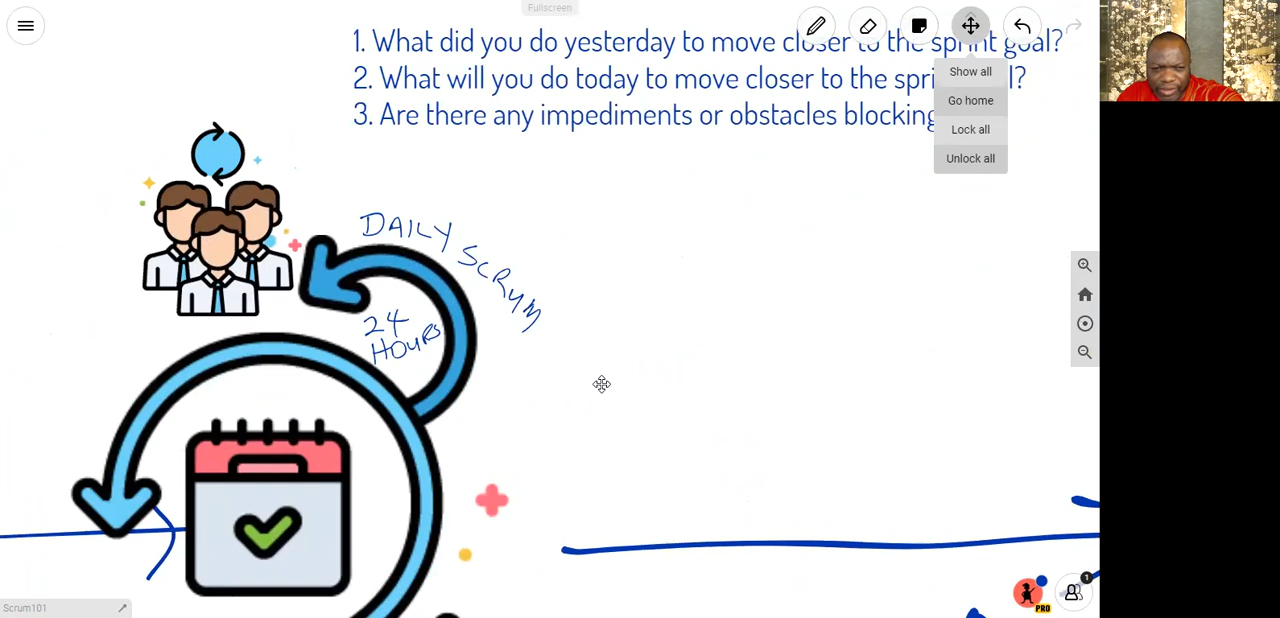 Fullscreen
1. What did you do yesterday to move closer to the sprint goal?
2. What will you do today to move closer to the
3. Are there any impediments or obstacles blocking
Show all
Go home
Lock all
Unlock all
DAILY SCRUM
24
HOURS
Scrum101
1
PRO